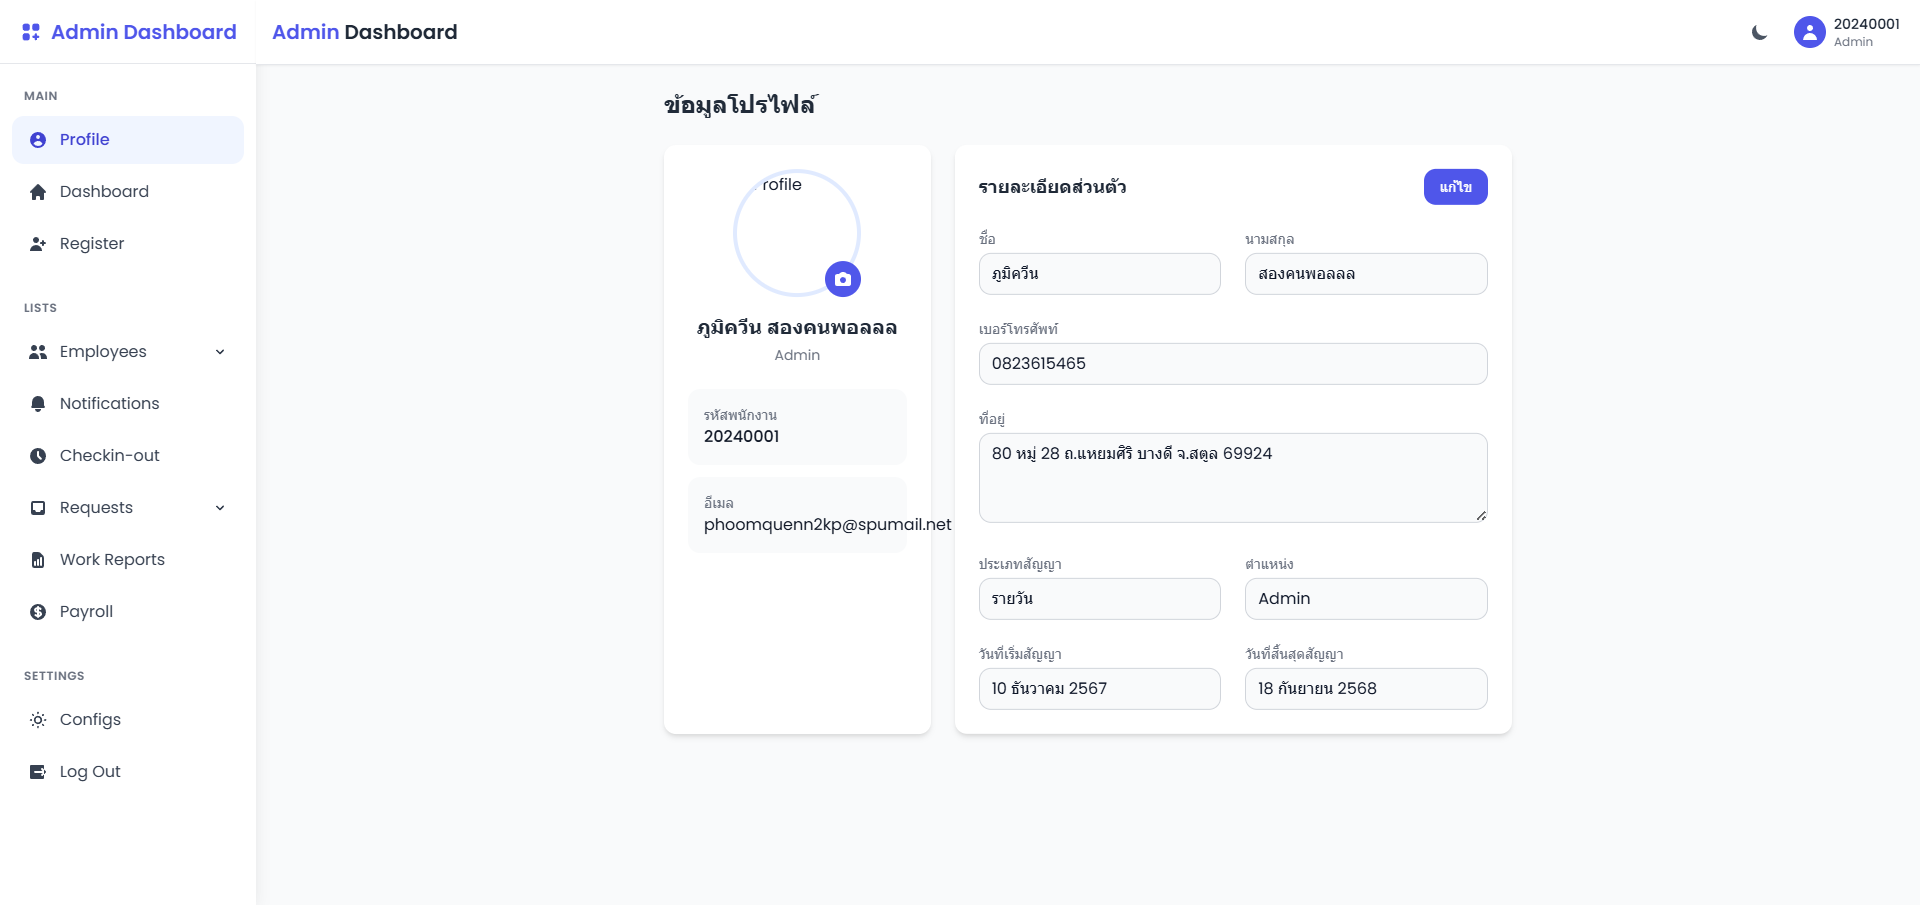 Admin Dashboard
Admin Dashboard
20240001
Admin
MAIN
Profile
Dashboard
Register
LISTS
Employees
Notifications
Checkin-out
Requests
Work Reports
Payroll
SETTINGS
Configs
Log Out
ข้อมูลโปรไฟล์
rofile
ภูมิควีน สองคนพอลลล
Admin
รหัสพนักงาน
20240001
อีเมล
phoomquenn2kp@spumail.net
รายละเอียดส่วนตัว
แก้ไข
ชื่อ
นามสกุล
ภูมิควีน
สองคนพอลลล
เบอร์โทรศัพท์
0823615465
ที่อยู่
80 หมู่ 28 ถ.แหยมศิริ บางดี จ.สตูล 69924
ประเภทสัญญา
ตำแหน่ง
รายวัน
Admin
วันที่เริ่มสัญญา
วันที่สิ้นสุดสัญญา
10 ธันวาคม 2567
18 กันยายน 2568